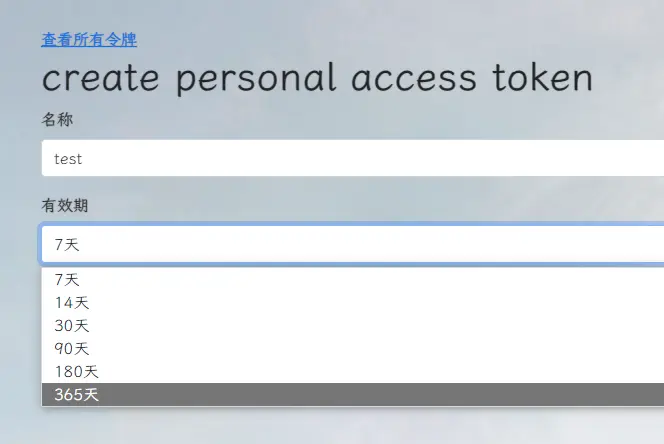 查看所有令牌
create personal access token
名称
test
有效期
7天
7天
14天
30天
90天
180天
365天